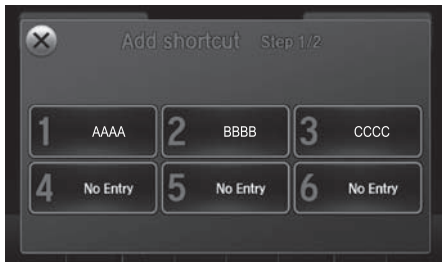 Add shortcut Step 1/2
1 AAAA 2 BBBB 3 CCCC
4 No Entry 5 No Entry 6 No Entry